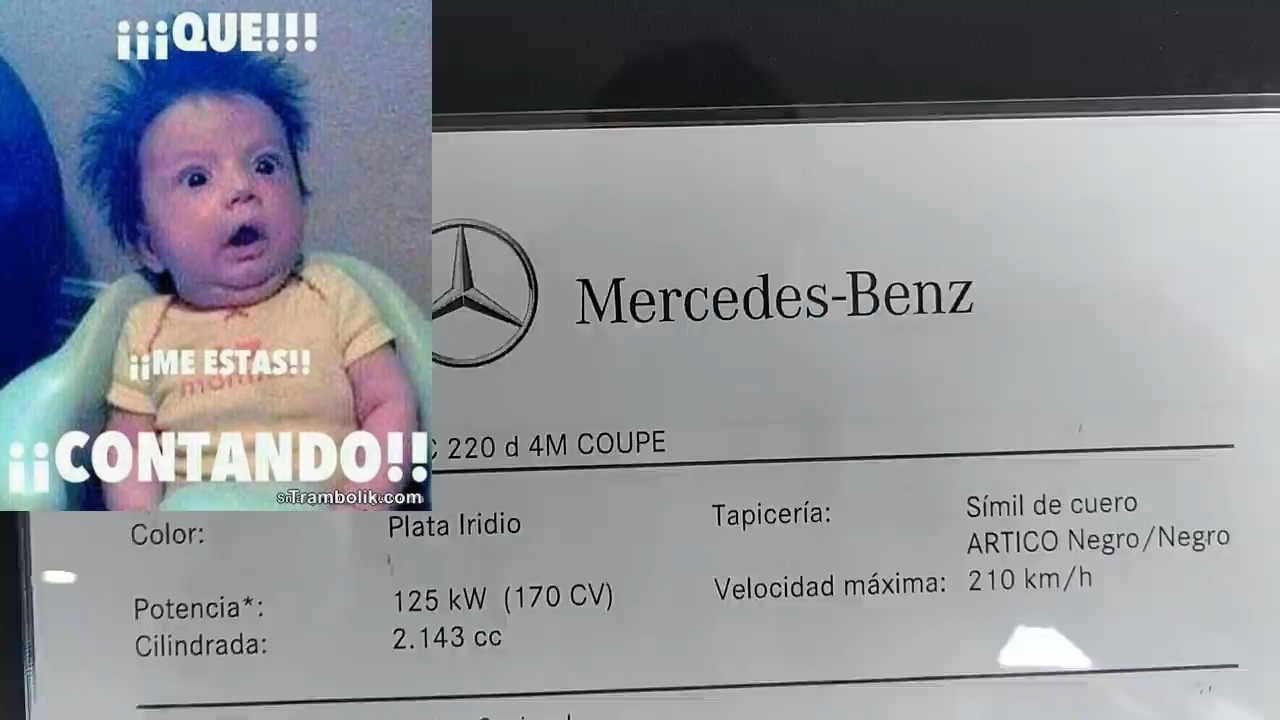 ¡¡¡QUE!!!
¡¡ME ESTAS!!
¡¡CONTANDO!!
Trambolik.com
Mercedes-Benz
220 d 4M COUPE
Color: Plata Iridio
Tapicería: Símil de cuero
ARTICO Negro/Negro
Potencia*: 125 kW (170 CV)
Velocidad máxima: 210 km/h
Cilindrada: 2.143 cc